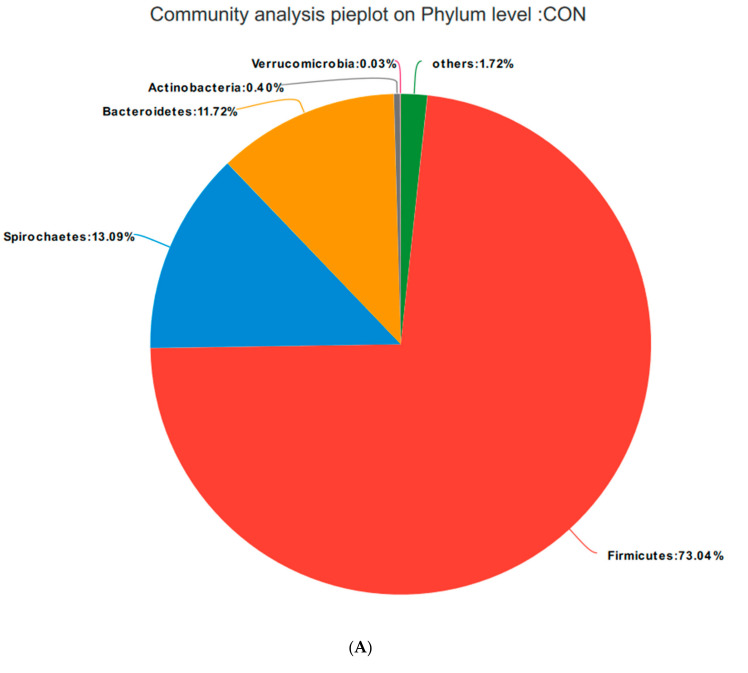 Community analysis pieplot on Phylum level :CON
Verrucomicrobia:0.03%
others:1.72%
Actinobacteria:0.40%
Bacteroidetes:11.72%
Spirochaetes:13.09%
Firmicutes:73.04%
(A)